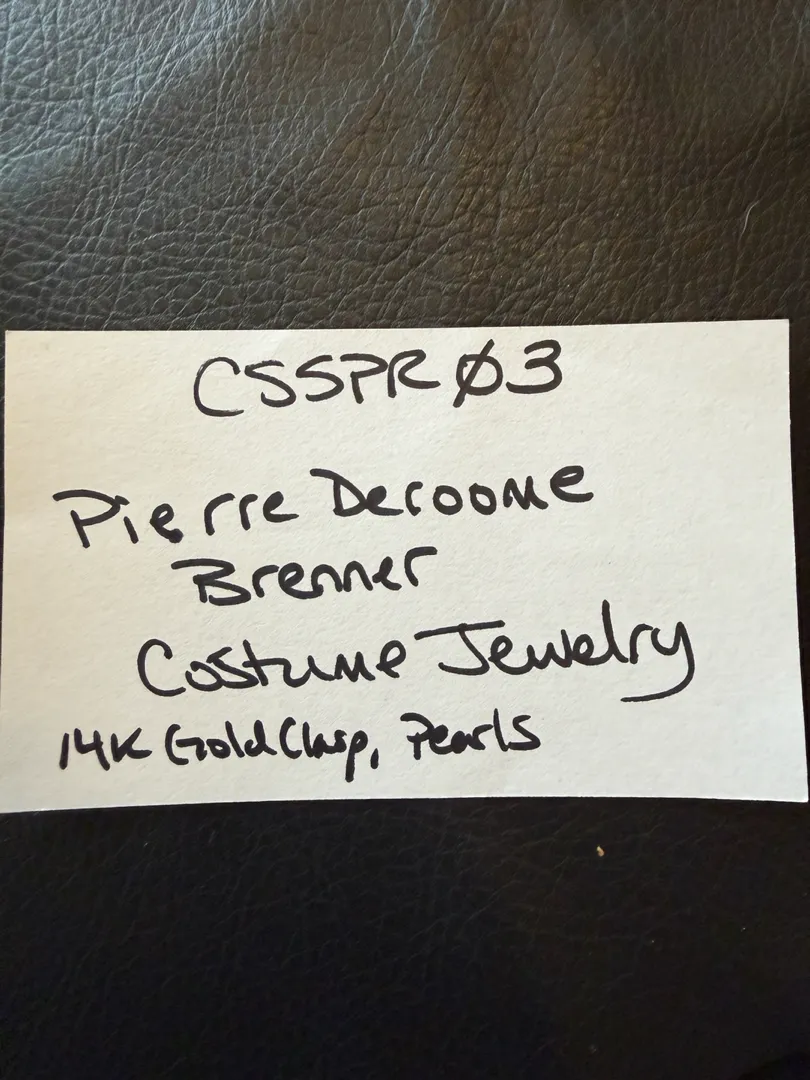 CSSPRØ3
Pierre Deroome
Brenner
Costume Jewelry
14K Gold Clasp, Pearls